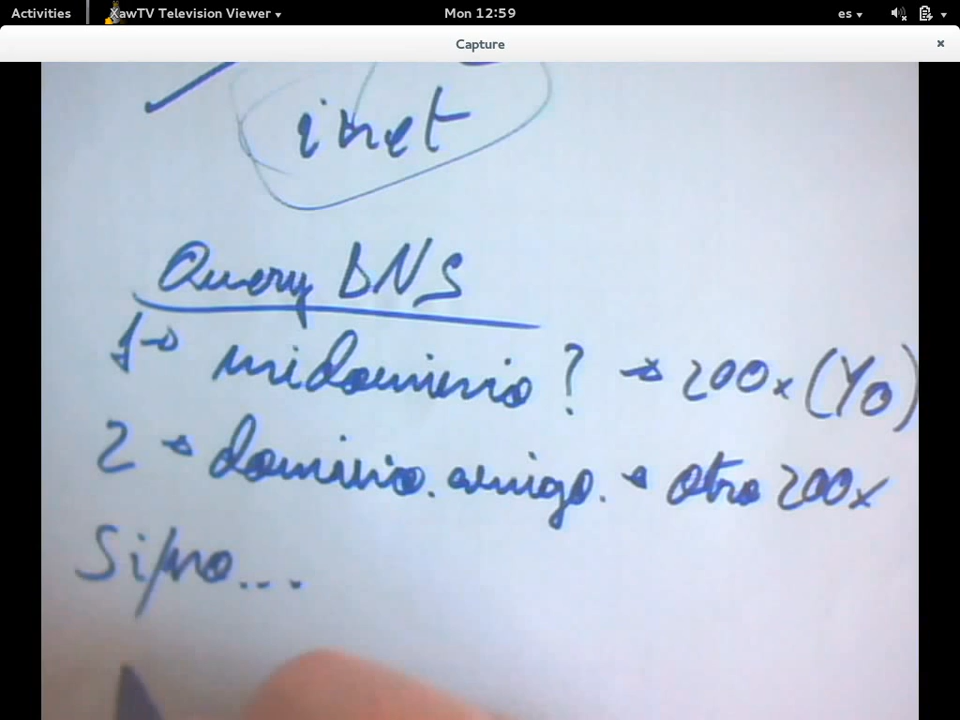 Activities XawTV Television Viewer Mon 12:59 es
Capture
inet
Query DNS
1→ midominio? → 200x (Yo)
2 → dominio.amigo. → otro 200x
Si/no...